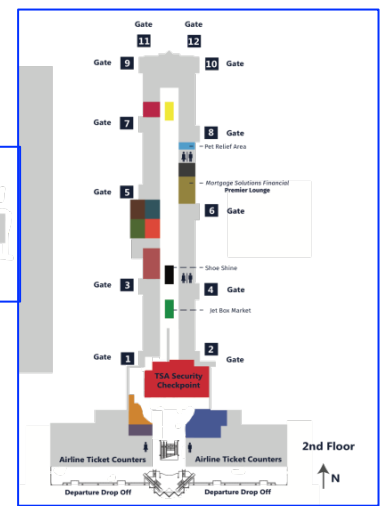 Gate
Gate
11
12
Gate
9
10
Gate
Gate
7
8
Gate
Pet Relief Area
Mortgage Solutions Financial
Premier Lounge
Gate
5
6
Gate
Shoe Shine
Gate
3
4
Gate
Jet Box Market
Gate
1
2
Gate
TSA Security
Checkpoint
2nd Floor
N
Airline Ticket Counters
Airline Ticket Counters
Departure Drop Off
Departure Drop Off